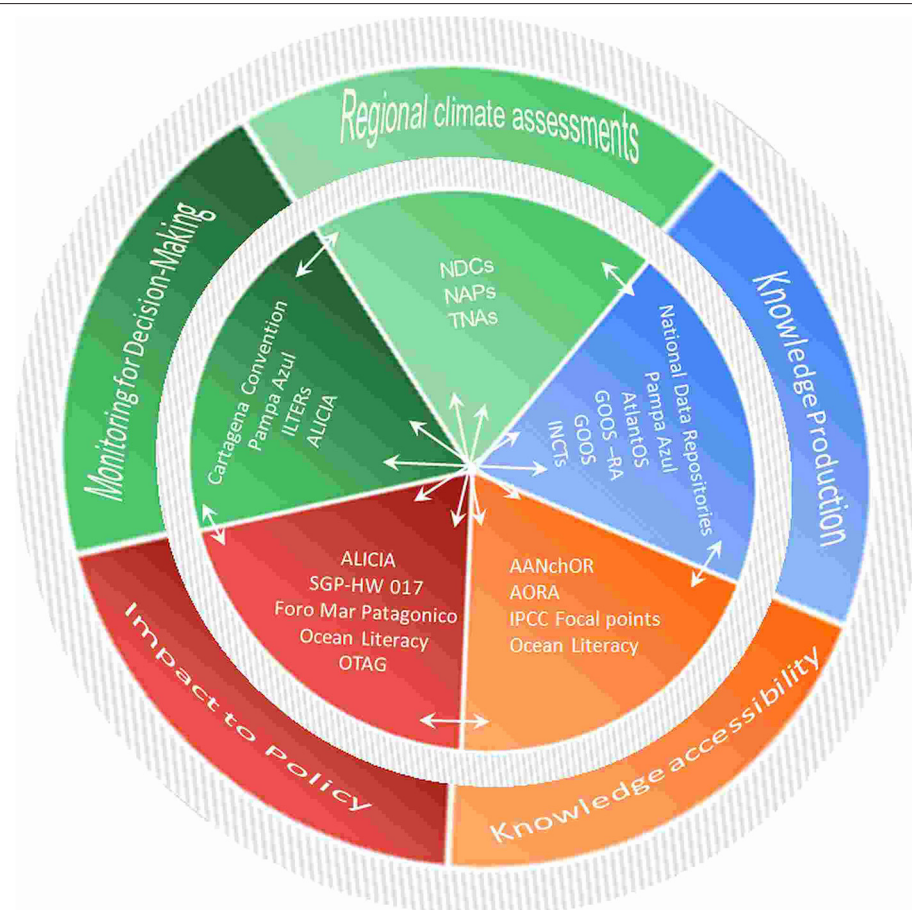 Regional climate assessments
NDCs
NAPs
TNAs
Knowledge Production
National Data Repositories
Pampa Azul
AtlantOS
GOOS –RA
GOOS
INCTs
Knowledge accessibility
AANchOR
AORA
IPCC Focal points
Ocean Literacy
Impact to Policy
ALICIA
SGP-HW 017
Foro Mar Patagonico
Ocean Literacy
OTAG
Monitoring for Decision-Making
Cartagena Convention
Pampa Azul
ILTERs
ALICIA